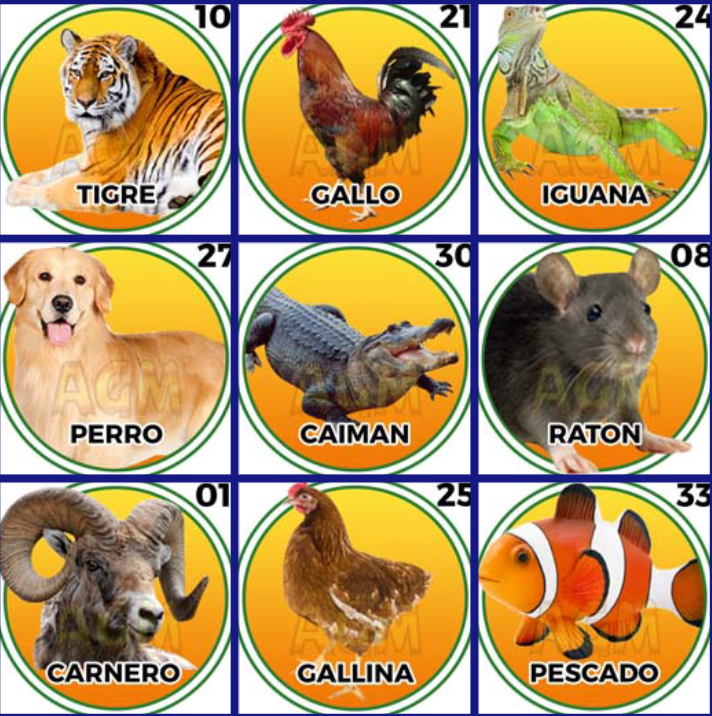 10
TIGRE
21
GALLO
24
IGUANA
27
PERRO
30
CAIMAN
08
RATON
01
CARNERO
25
GALLINA
33
PESCADO
AGM
AGM
AGM
AGM
AGM
AGM
AGM
AGM
AGM